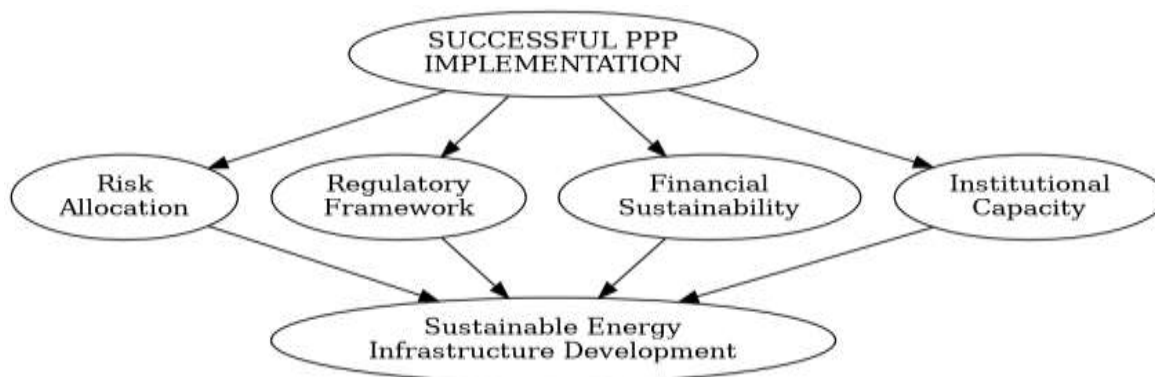 SUCCESSFUL PPP
IMPLEMENTATION
Risk
Allocation
Regulatory
Framework
Financial
Sustainability
Institutional
Capacity
Sustainable Energy
Infrastructure Development